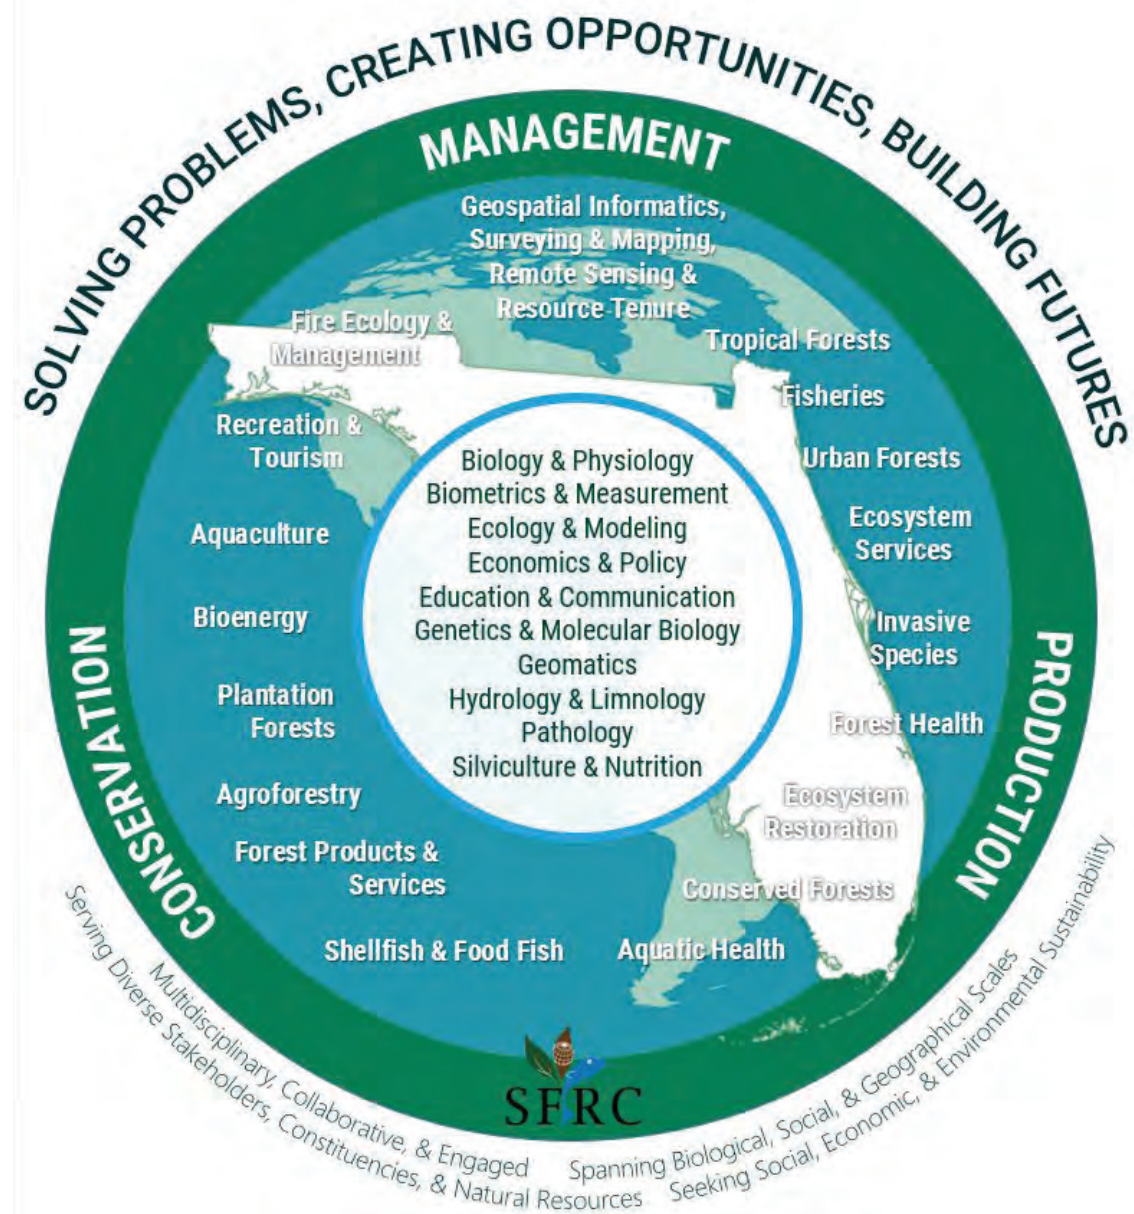 SOLVING PROBLEMS, CREATING OPPORTUNITIES, BUILDING FUTURES
MANAGEMENT
Geospatial Informatics,
Surveying & Mapping,
Remote Sensing &
Resource Tenure
Fire Ecology &
Management
Tropical Forests
Fisheries
Recreation &
Tourism
Urban Forests
Aquaculture
Ecosystem
Services
Bioenergy
Invasive
Species
Plantation
Forests
Forest Health
Agroforestry
Ecosystem
Restoration
Forest Products &
Services
Conserved Forests
Shellfish & Food Fish
Aquatic Health
Biology & Physiology
Biometrics & Measurement
Ecology & Modeling
Economics & Policy
Education & Communication
Genetics & Molecular Biology
Geomatics
Hydrology & Limnology
Pathology
Silviculture & Nutrition
CONSERVATION
PRODUCTION
SFRC
Multidisciplinary, Collaborative, & Engaged
Serving Diverse Stakeholders, Constituencies, & Natural Resources
Spanning Biological, Social, & Geographical Scales
Seeking Social, Economic, & Environmental Sustainability